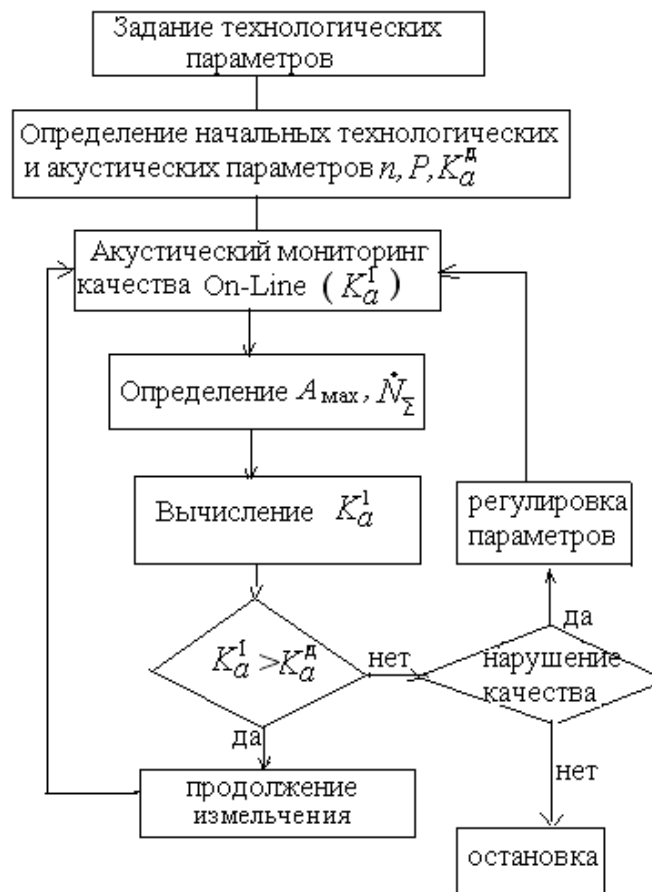 Задание технологических
параметров
Определение начальных технологических
и акустических параметров n, P, K_a^д
Акустический мониторинг
качества On-Line ( K_a^1 )
Определение A_мах, Ṅ_Σ
Вычисление K_a^1
K_a^1 > K_a^д
нет
да
продолжение
измельчения
регулировка
параметров
да
нарушение
качества
нет
остановка